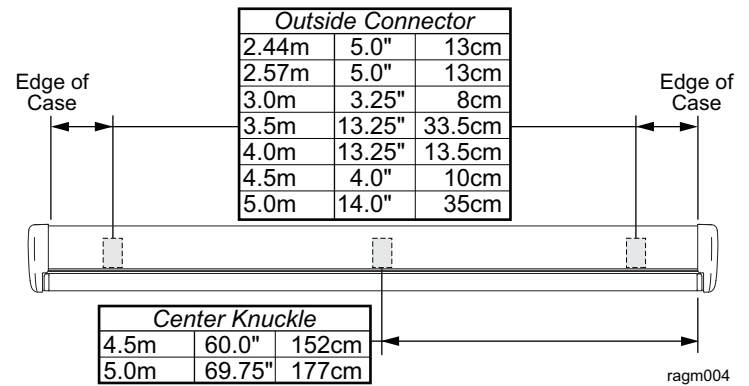 Outside Connector
2.44m 5.0" 13cm
2.57m 5.0" 13cm
3.0m 3.25" 8cm
3.5m 13.25" 33.5cm
4.0m 13.25" 13.5cm
4.5m 4.0" 10cm
5.0m 14.0" 35cm
Edge of
Case
Edge of
Case
Center Knuckle
4.5m 60.0" 152cm
5.0m 69.75" 177cm
ragm004